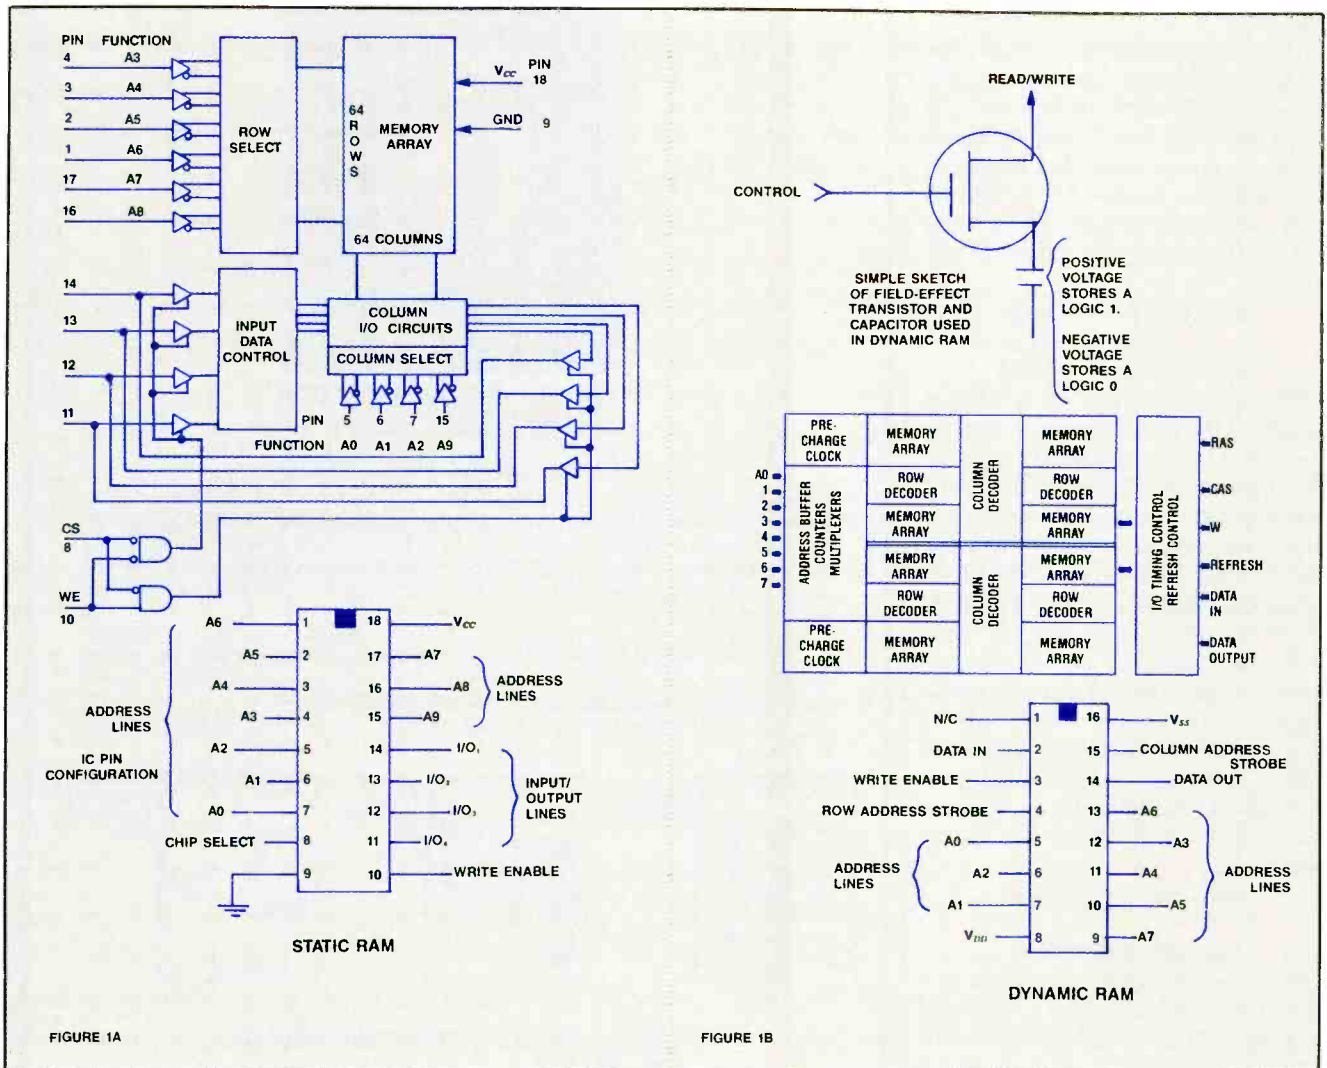 PIN FUNCTION
4 A3
3 A4
2 A5
1 A6
17 A7
16 A8
ROW
SELECT
64
ROWS
MEMORY
ARRAY
64 COLUMNS
VCC PIN
18
GND 9
14
13
12
11
INPUT
DATA
CONTROL
COLUMN
I/O CIRCUITS
COLUMN SELECT
PIN 5 6 7 15
FUNCTION A0 A1 A2 A9
CS
8
WE
10
A6 1
A5 2
A4 3
A3 4
A2 5
A1 6
A0 7
CHIP SELECT 8
9
ADDRESS
LINES
IC PIN
CONFIGURATION
18 VCC
17 A7
16 A8
15 A9
ADDRESS
LINES
14 I/O1
13 I/O2
12 I/O3
11 I/O4
INPUT/
OUTPUT
LINES
10 WRITE ENABLE
STATIC RAM
FIGURE 1A
READ/WRITE
CONTROL
SIMPLE SKETCH
OF FIELD-EFFECT
TRANSISTOR AND
CAPACITOR USED
IN DYNAMIC RAM
POSITIVE
VOLTAGE
STORES A
LOGIC 1.
NEGATIVE
VOLTAGE
STORES A
LOGIC 0
A0
1
2
3
4
5
6
7
PRE-
CHARGE
CLOCK
ADDRESS BUFFER
COUNTERS
MULTIPLEXERS
PRE-
CHARGE
CLOCK
MEMORY
ARRAY
ROW
DECODER
MEMORY
ARRAY
MEMORY
ARRAY
ROW
DECODER
MEMORY
ARRAY
COLUMN
DECODER
COLUMN
DECODER
MEMORY
ARRAY
ROW
DECODER
MEMORY
ARRAY
MEMORY
ARRAY
ROW
DECODER
MEMORY
ARRAY
I/O TIMING CONTROL
REFRESH CONTROL
RAS
CAS
W
REFRESH
DATA
IN
DATA
OUTPUT
N/C 1
DATA IN 2
WRITE ENABLE 3
ROW ADDRESS STROBE 4
A0 5
A2 6
A1 7
VDD 8
ADDRESS
LINES
16 VSS
15 COLUMN ADDRESS
STROBE
14 DATA OUT
13 A6
12 A3
11 A4
10 A5
9 A7
ADDRESS
LINES
DYNAMIC RAM
FIGURE 1B